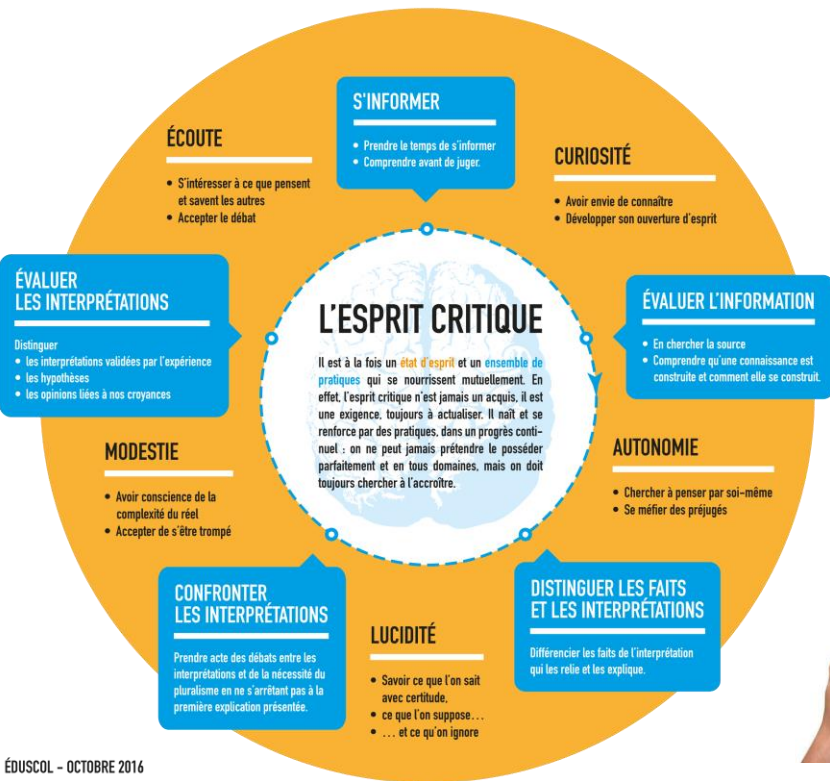 S'INFORMER
• Prendre le temps de s'informer
• Comprendre avant de juger.
CURIOSITÉ
• Avoir envie de connaître
• Développer son ouverture d'esprit
ÉVALUER L'INFORMATION
• En chercher la source
• Comprendre qu'une connaissance est
construite et comment elle se construit.
AUTONOMIE
• Chercher à penser par soi-même
• Se méfier des préjugés
DISTINGUER LES FAITS
ET LES INTERPRÉTATIONS
Différencier les faits de l'interprétation
qui les relie et les explique.
LUCIDITÉ
• Savoir ce que l'on sait
avec certitude,
• ce que l'on suppose...
• ... et ce qu'on ignore
CONFRONTER
LES INTERPRÉTATIONS
Prendre acte des débats entre les
interprétations et de la nécessité du
pluralisme en ne s'arrêtant pas à la
première explication présentée.
MODESTIE
• Avoir conscience de la
complexité du réel
• Accepter de s'être trompé
ÉVALUER
LES INTERPRÉTATIONS
Distinguer
• les interprétations validées par l'expérience
• les hypothèses
• les opinions liées à nos croyances
ÉCOUTE
• S'intéresser à ce que pensent
et savent les autres
• Accepter le débat
L'ESPRIT CRITIQUE
Il est à la fois un état d'esprit et un ensemble de
pratiques qui se nourrissent mutuellement. En
effet, l'esprit critique n'est jamais un acquis, il est
une exigence, toujours à actualiser. Il naît et se
renforce par des pratiques, dans un progrès conti-
nuel : on ne peut jamais prétendre le posséder
parfaitement et en tous domaines, mais on doit
toujours chercher à l'accroître.
ÉDUSCOL - OCTOBRE 2016